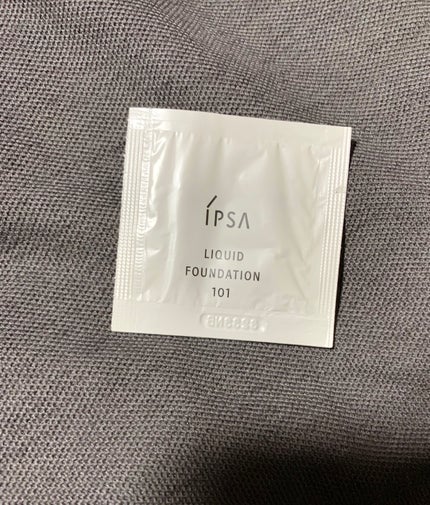 ÍPSA
LIQUID
FOUNDATION
101